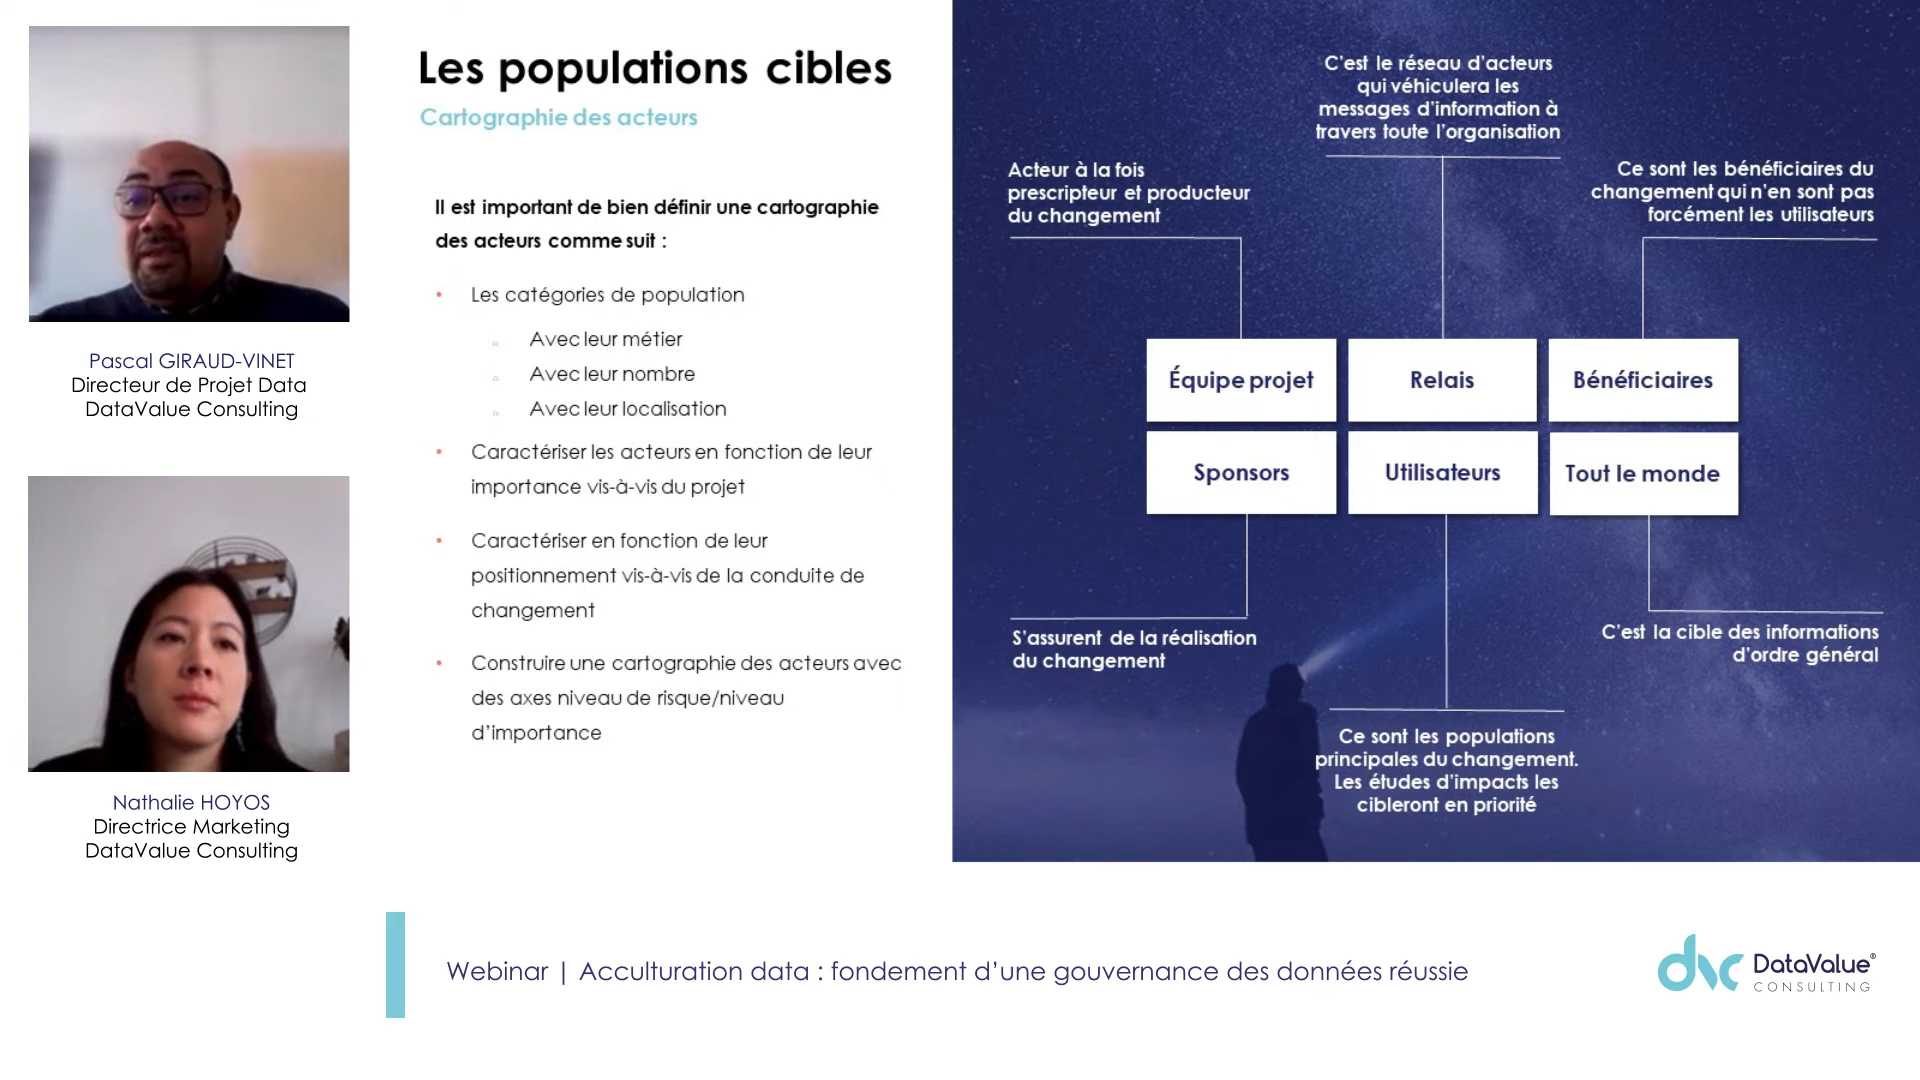 Pascal GIRAUD-VINET
Directeur de Projet Data
DataValue Consulting
Nathalie HOYOS
Directrice Marketing
DataValue Consulting
Les populations cibles
Cartographie des acteurs
Il est important de bien définir une cartographie
des acteurs comme suit :
• Les catégories de population
Avec leur métier
Avec leur nombre
Avec leur localisation
• Caractériser les acteurs en fonction de leur
importance vis-à-vis du projet
• Caractériser en fonction de leur
positionnement vis-à-vis de la conduite de
changement
• Construire une cartographie des acteurs avec
des axes niveau de risque/niveau
d’importance
C’est le réseau d’acteurs
qui véhiculera les
messages d’information à
travers toute l’organisation
Acteur à la fois
prescripteur et producteur
du changement
Ce sont les bénéficiaires du
changement qui n’en sont pas
forcément les utilisateurs
Équipe projet
Relais
Bénéficiaires
Sponsors
Utilisateurs
Tout le monde
S’assurent de la réalisation
du changement
C’est la cible des informations
d’ordre général
Ce sont les populations
principales du changement.
Les études d’impacts les
cibleront en priorité
Webinar | Acculturation data : fondement d’une gouvernance des données réussie
dvc DataValue®
CONSULTING